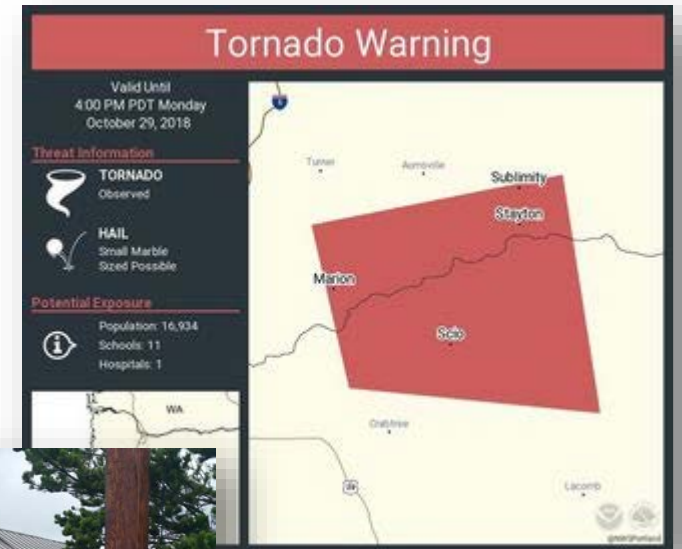 Tornado Warning
Valid Until
4:00 PM PDT Monday
October 29, 2018
Threat Information
TORNADO
Observed
HAIL
Small Marble
Sized Possible
Potential Exposure
Population: 16,934
Schools: 11
Hospitals: 1
WA
5
Turner
Aumsville
Sublimity
Stayton
Marion
Scio
Crabtree
Lacomb
@NWSPortland